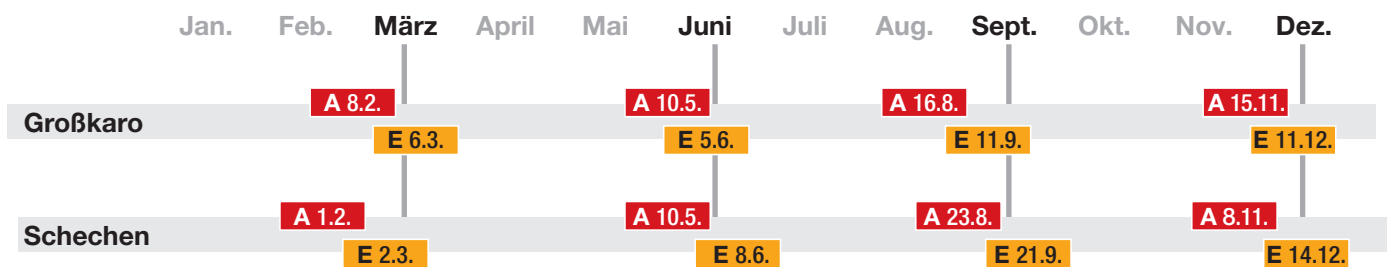 Jan. Feb. März April Mai Juni Juli Aug. Sept. Okt. Nov. Dez.
A 8.2. A 10.5. A 16.8. A 15.11.
Großkaro
E 6.3. E 5.6. E 11.9. E 11.12.
A 1.2. A 10.5. A 23.8. A 8.11.
Schechen
E 2.3. E 8.6. E 21.9. E 14.12.